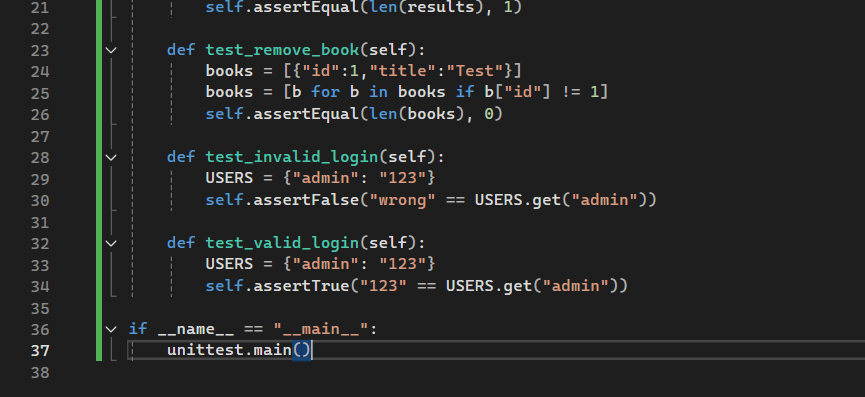 21 self.assertEqual(len(results), 1)
22
23 def test_remove_book(self):
24 books = [{"id":1,"title":"Test"}]
25 books = [b for b in books if b["id"] != 1]
26 self.assertEqual(len(books), 0)
27
28 def test_invalid_login(self):
29 USERS = {"admin": "123"}
30 self.assertFalse("wrong" == USERS.get("admin"))
31
32 def test_valid_login(self):
33 USERS = {"admin": "123"}
34 self.assertTrue("123" == USERS.get("admin"))
35
36 if __name__ == "__main__":
37 unittest.main()
38